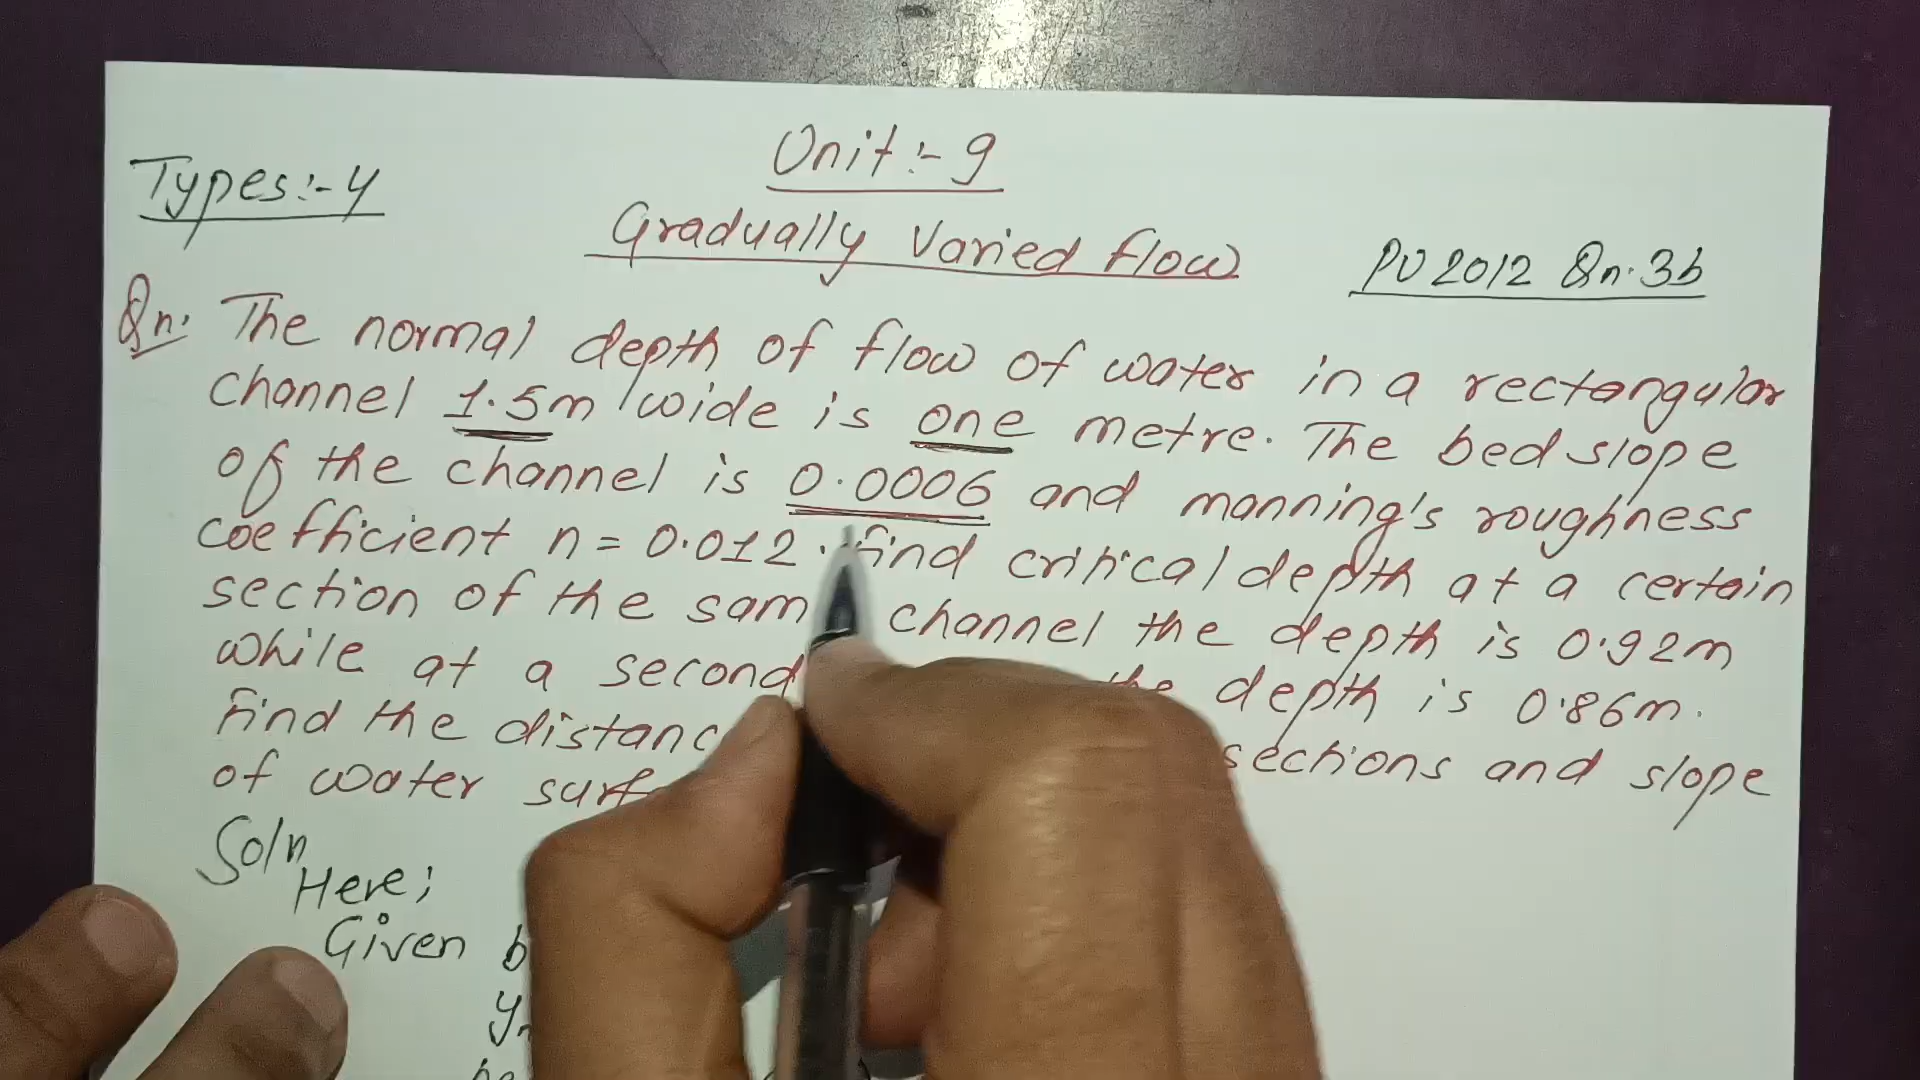 Unit:- 9
Types:- 4
Gradually Varied flow
PU 2012 Qn. 3b
Qn. The normal depth of flow of water in a rectangular
channel 1.5m wide is one metre. The bed slope
of the channel is 0.0006 and manning's roughness
coefficient n = 0.012. find critical depth at a certain
section of the sam channel the depth is 0.92m
while at a second the depth is 0.86m.
Find the distanc sections and slope
of water surf
Soln
Here;
Given b